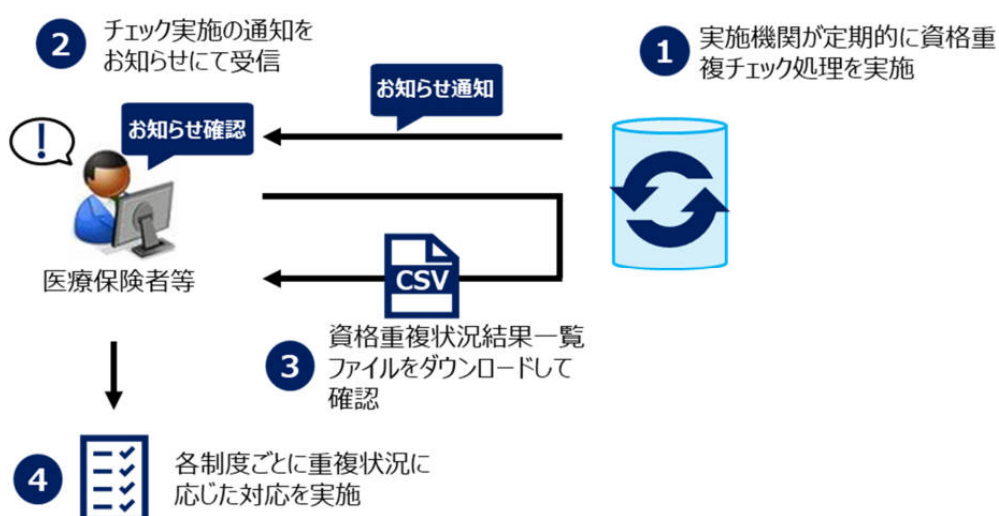 1
実施機関が定期的に資格重
複チェック処理を実施
2
チェック実施の通知を
お知らせにて受信
お知らせ通知
お知らせ確認
!
医療保険者等
CSV
3
資格重複状況結果一覧
ファイルをダウンロードして
確認
4
各制度ごとに重複状況に
応じた対応を実施